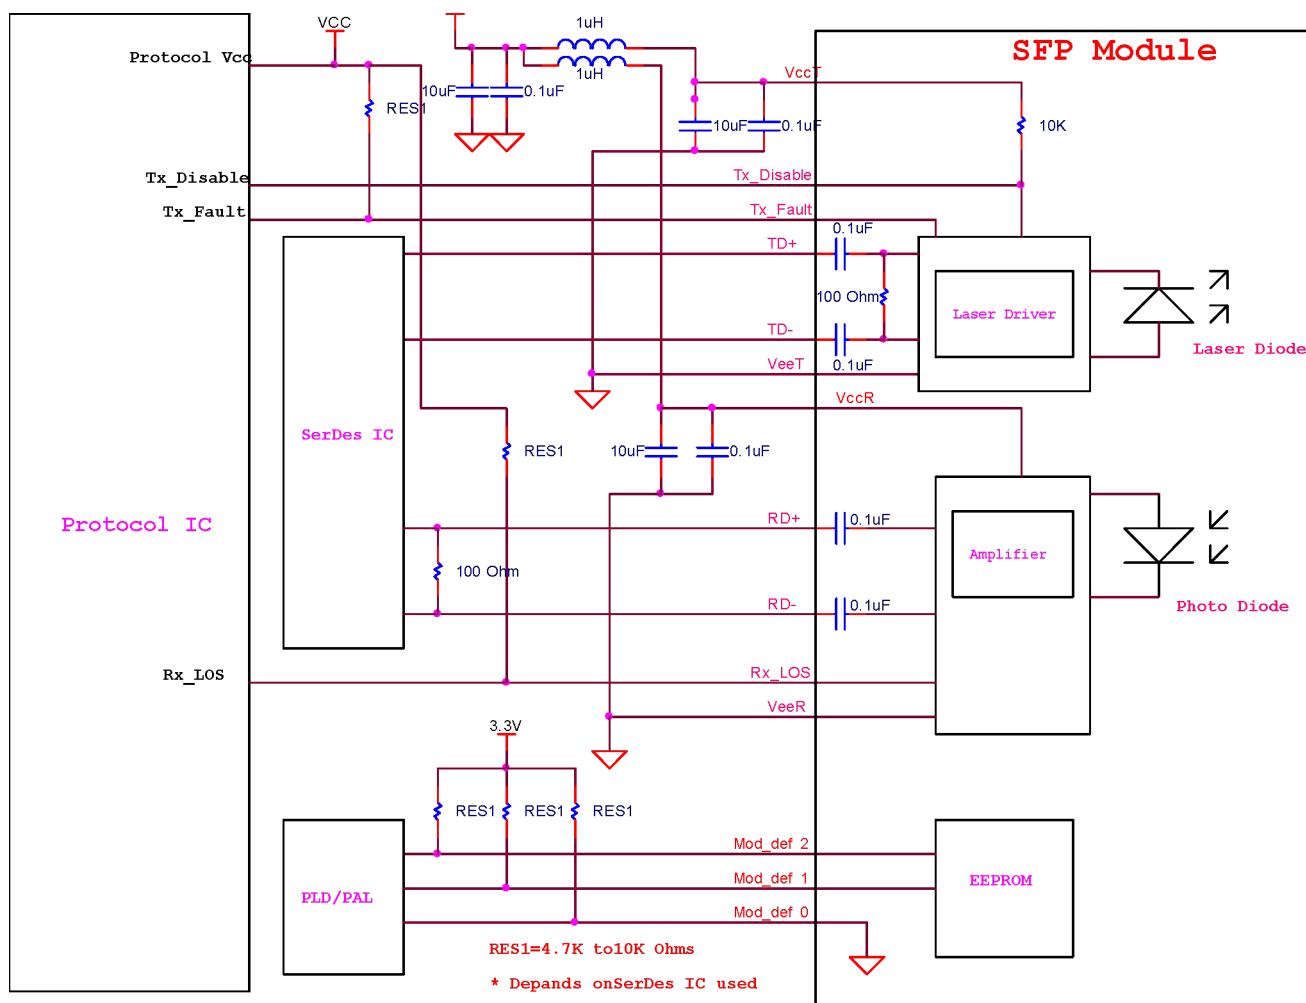 VCC
1uH
SFP Module
Protocol Vcc
1uH
VccT
10uF
0.1uF
RES1
10uF
0.1uF
10K
Tx_Disable
Tx_Disable
Tx_Fault
Tx_Fault
0.1uF
TD+
100 Ohm
Laser Driver
TD-
Laser Diode
VeeT
0.1uF
VccR
SerDes IC
RES1
10uF
0.1uF
Protocol IC
RD+
0.1uF
Amplifier
100 Ohm
RD-
0.1uF
Photo Diode
Rx_LOS
Rx_LOS
VeeR
3.3V
RES1
RES1
RES1
Mod_def 2
Mod_def 1
EEPROM
PLD/PAL
Mod_def 0
RES1=4.7K to10K Ohms
* Depands onSerDes IC used